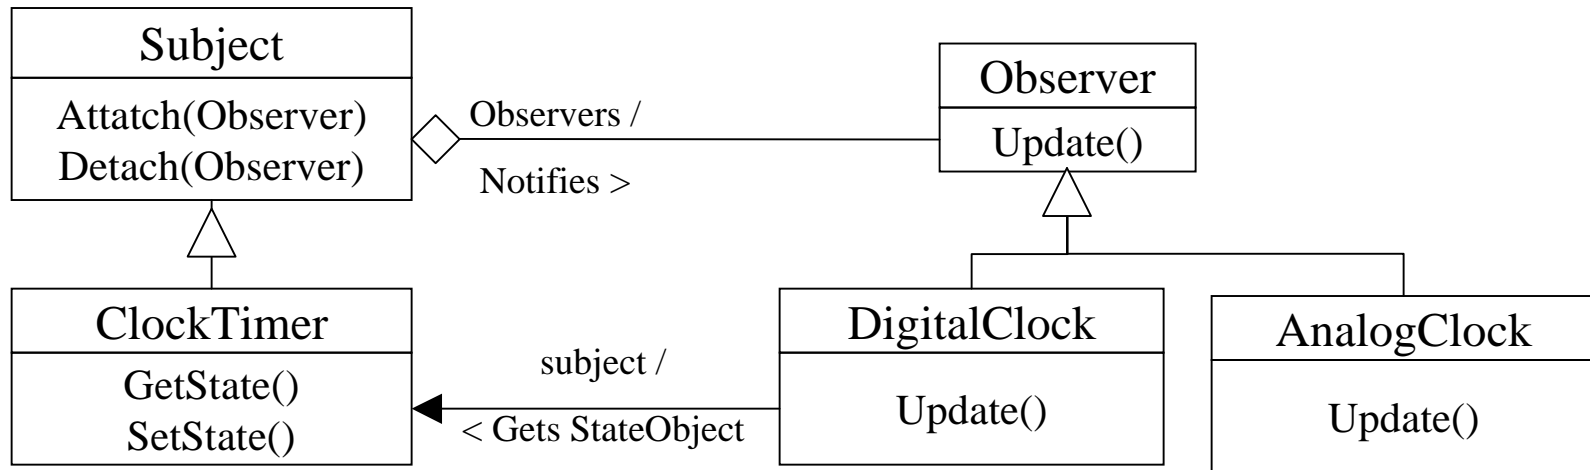 Subject
Attatch(Observer)
Detach(Observer)
Observers /
Notifies >
Observer
Update()
ClockTimer
GetState()
SetState()
subject /
< Gets StateObject
DigitalClock
Update()
AnalogClock
Update()